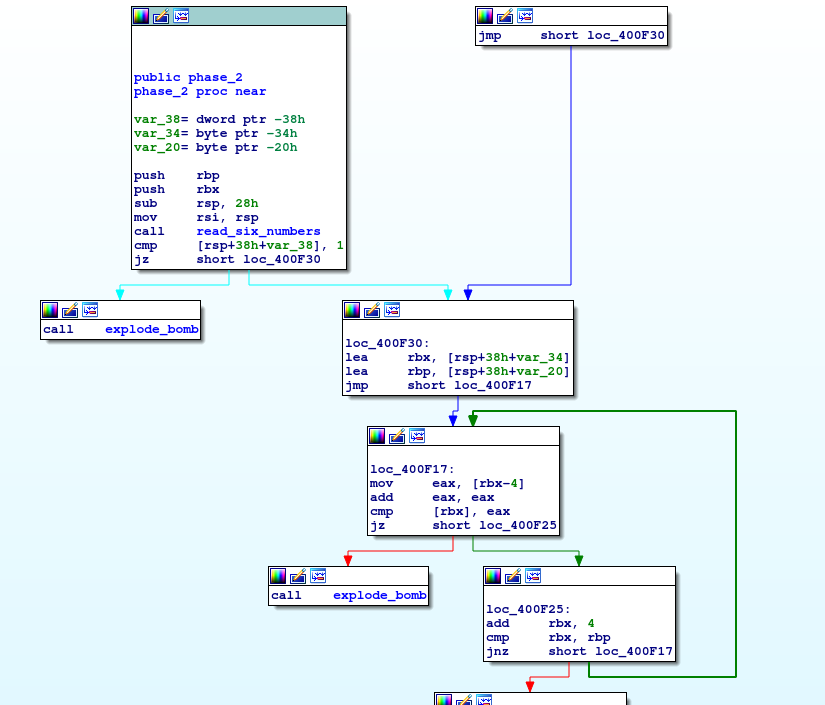 public phase_2
phase_2 proc near
var_38= dword ptr -38h
var_34= byte ptr -34h
var_20= byte ptr -20h
push rbp
push rbx
sub rsp, 28h
mov rsi, rsp
call read_six_numbers
cmp [rsp+38h+var_38], 1
jz short loc_400F30
jmp short loc_400F30
call explode_bomb
loc_400F30:
lea rbx, [rsp+38h+var_34]
lea rbp, [rsp+38h+var_20]
jmp short loc_400F17
loc_400F17:
mov eax, [rbx-4]
add eax, eax
cmp [rbx], eax
jz short loc_400F25
call explode_bomb
loc_400F25:
add rbx, 4
cmp rbx, rbp
jnz short loc_400F17